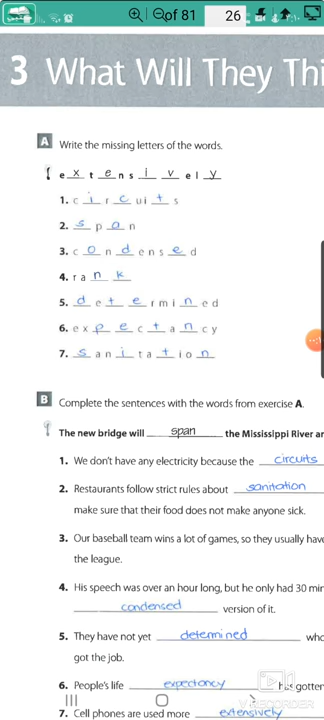 of 81 26
3 What Will They Thi
A Write the missing letters of the words.
e x t e n s i v e l y
1. c i r c u i t s
2. s p a n
3. c o n d e n s e d
4. r a n k
5. d e t e r m i n e d
6. e x p e c t a n c y
7. s a n i t a t i o n
B Complete the sentences with the words from exercise A.
The new bridge will span the Mississippi River ar
1. We don't have any electricity because the circuits
2. Restaurants follow strict rules about sanitation
make sure that their food does not make anyone sick.
3. Our baseball team wins a lot of games, so they usually have
the league.
4. His speech was over an hour long, but he only had 30 mir
condensed version of it.
5. They have not yet determined who
got the job.
6. People's life expectancy has gotter
7. Cell phones are used more extensively
V RECORDER